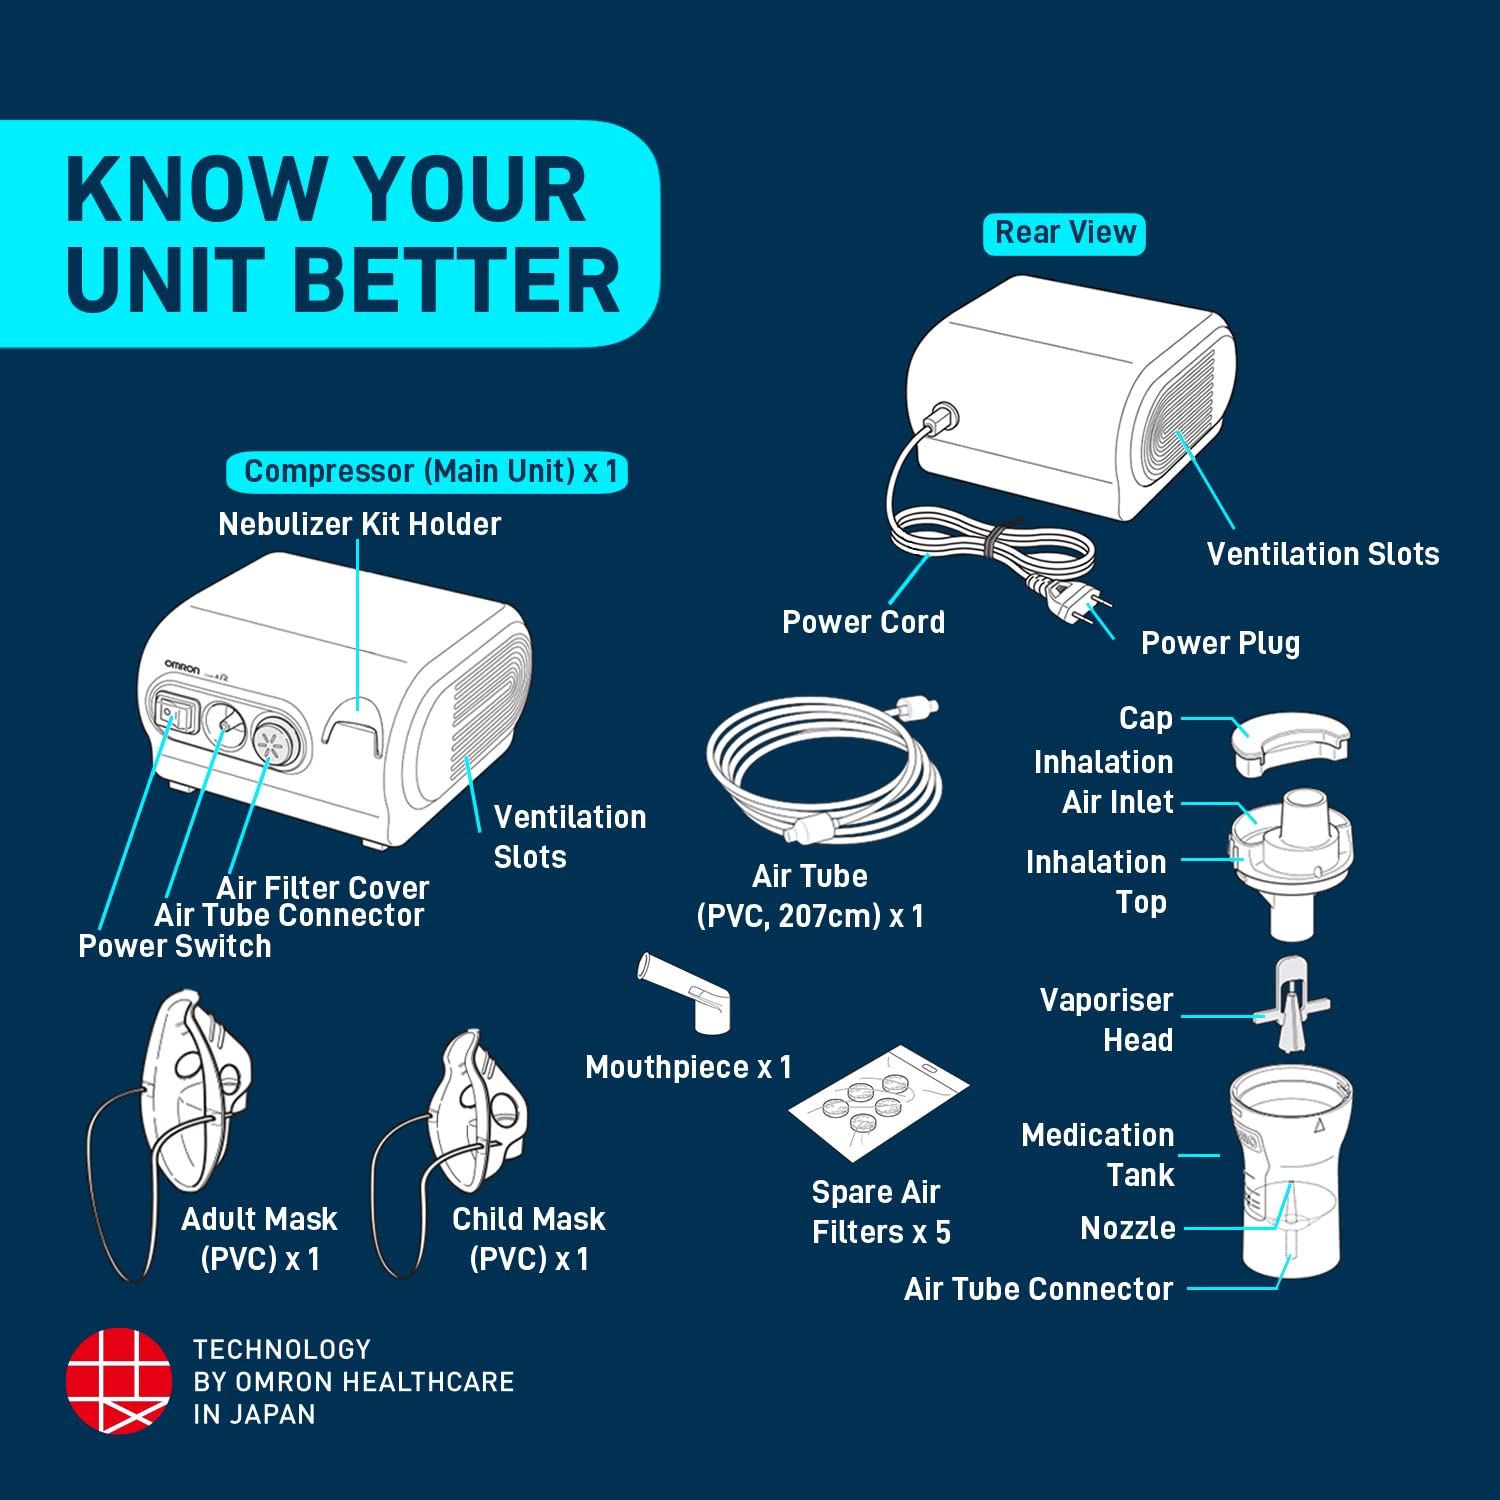 KNOW YOUR
UNIT BETTER
Rear View
Ventilation Slots
Power Cord
Power Plug
Compressor (Main Unit) x 1
Nebulizer Kit Holder
OMRON
Ventilation
Slots
Air Filter Cover
Air Tube Connector
Power Switch
Air Tube
(PVC, 207cm) x 1
Mouthpiece x 1
Adult Mask
(PVC) x 1
Child Mask
(PVC) x 1
Spare Air
Filters x 5
Cap
Inhalation
Air Inlet
Inhalation
Top
Vaporiser
Head
Medication
Tank
Nozzle
Air Tube Connector
TECHNOLOGY
BY OMRON HEALTHCARE
IN JAPAN